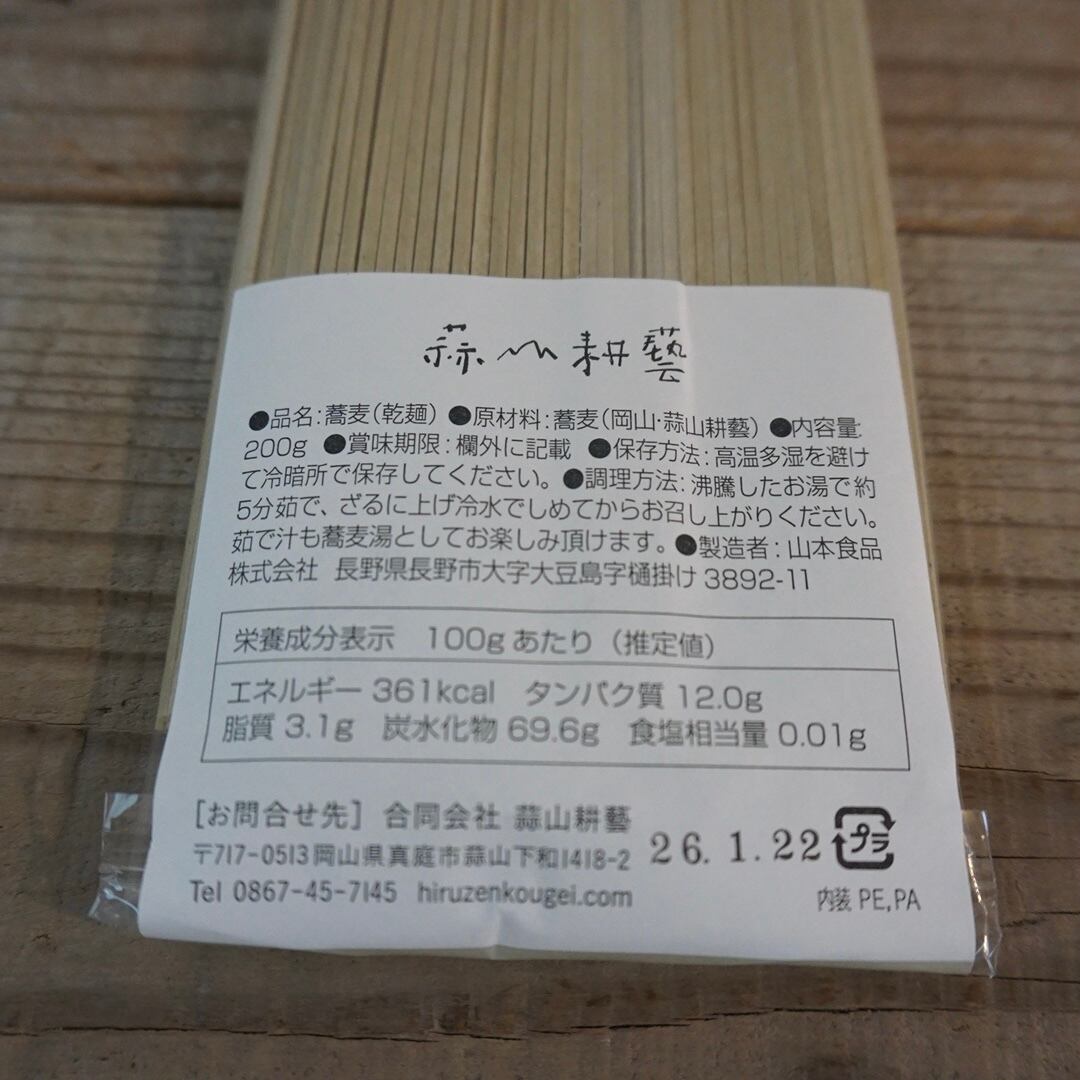 蒜山耕藝
●品名:蕎麦(乾麺) ●原材料:蕎麦(岡山・蒜山耕藝) ●内容量:
200g ●賞味期限:欄外に記載 ●保存方法:高温多湿を避け
て冷暗所で保存してください。●調理方法:沸騰したお湯で約
5分茹で、ざるに上げ冷水でしめてからお召し上がりください。
茹で汁も蕎麦湯としてお楽しみ頂けます。●製造者:山本食品
株式会社 長野県長野市大字大豆島字樋掛け3892-11
栄養成分表示 100gあたり(推定値)
エネルギー 361kcal タンパク質 12.0g
脂質 3.1g 炭水化物 69.6g 食塩相当量 0.01g
[お問合せ先] 合同会社 蒜山耕藝
〒717-0513岡山県真庭市蒜山下和1418-2
Tel 0867-45-7145 hiruzenkougei.com
26.1.22
プラ
内装 PE,PA